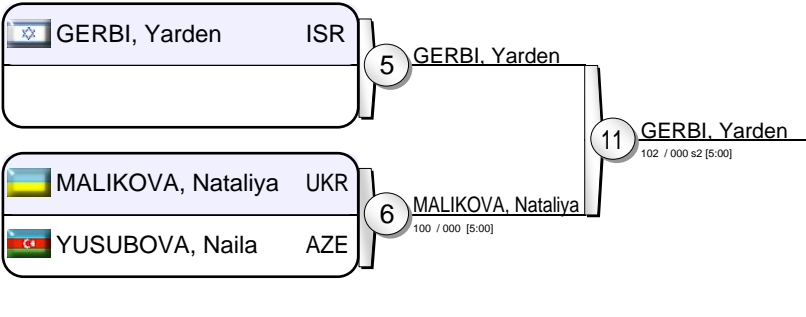 GERBI, Yarden ISR
5
GERBI, Yarden
MALIKOVA, Nataliya UKR
YUSUBOVA, Naila AZE
6
MALIKOVA, Nataliya
100 / 000 [5:00]
11
GERBI, Yarden
102 / 000 s2 [5:00]